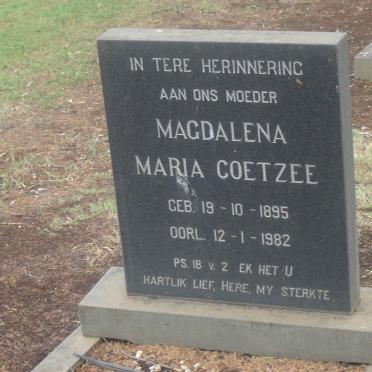 IN TERE HERINNERING
AAN ONS MOEDER
MAGDALENA
MARIA COETZEE
GEB. 19 - 10 - 1895
OORL. 12 - 1 - 1982
PS. 18 v. 2 EK HET U
HARTLIK LIEF, HERE, MY STERKTE.